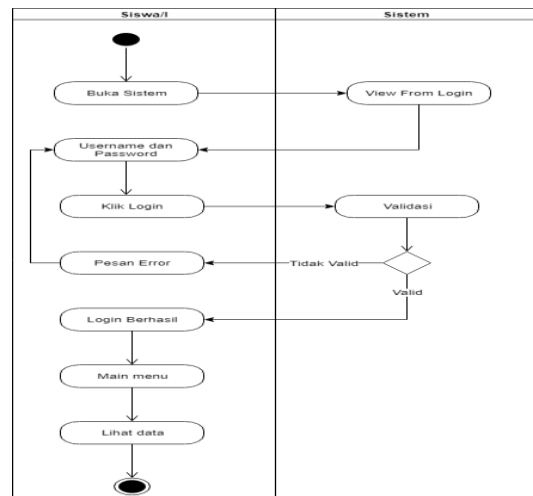 Siswa/I
Sistem
Buka Sistem
View From Login
Username dan
Password
Klik Login
Validasi
Pesan Error
Tidak Valid
Valid
Login Berhasil
Main menu
Lihat data